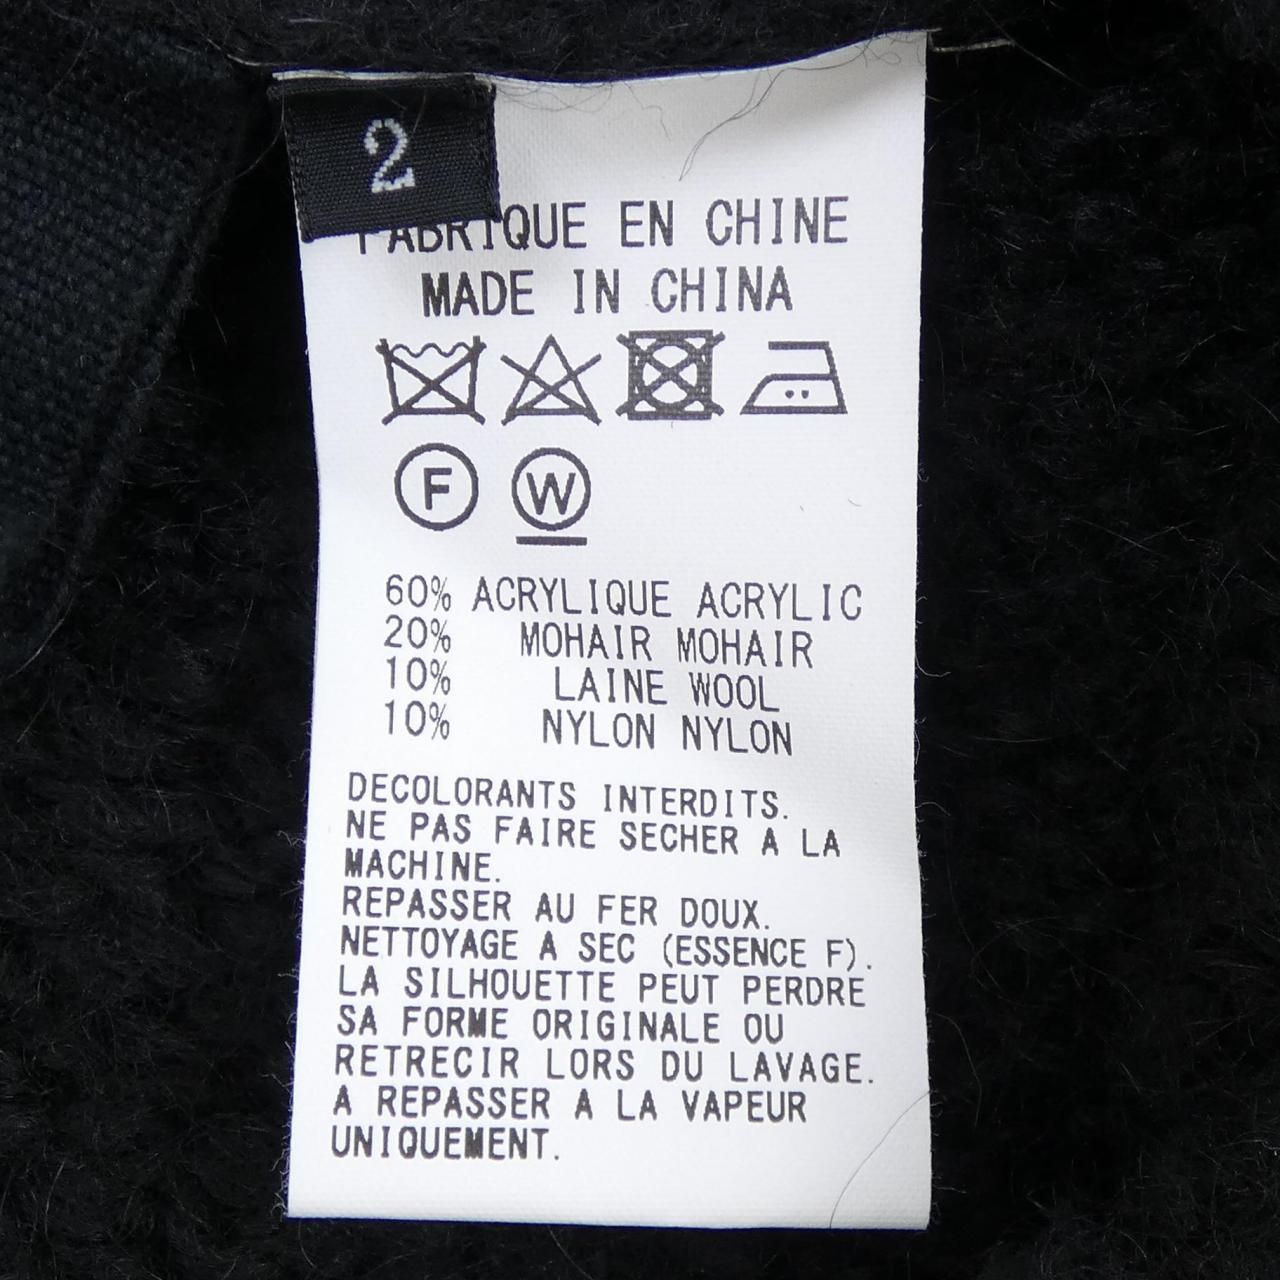 2
FABRIQUE EN CHINE
MADE IN CHINA
F W
60% ACRYLIQUE ACRYLIC
20% MOHAIR MOHAIR
10% LAINE WOOL
10% NYLON NYLON
DECOLORANTS INTERDITS.
NE PAS FAIRE SECHER A LA
MACHINE.
REPASSER AU FER DOUX.
NETTOYAGE A SEC (ESSENCE F).
LA SILHOUETTE PEUT PERDRE
SA FORME ORIGINALE OU
RETRECIR LORS DU LAVAGE.
A REPASSER A LA VAPEUR
UNIQUEMENT.